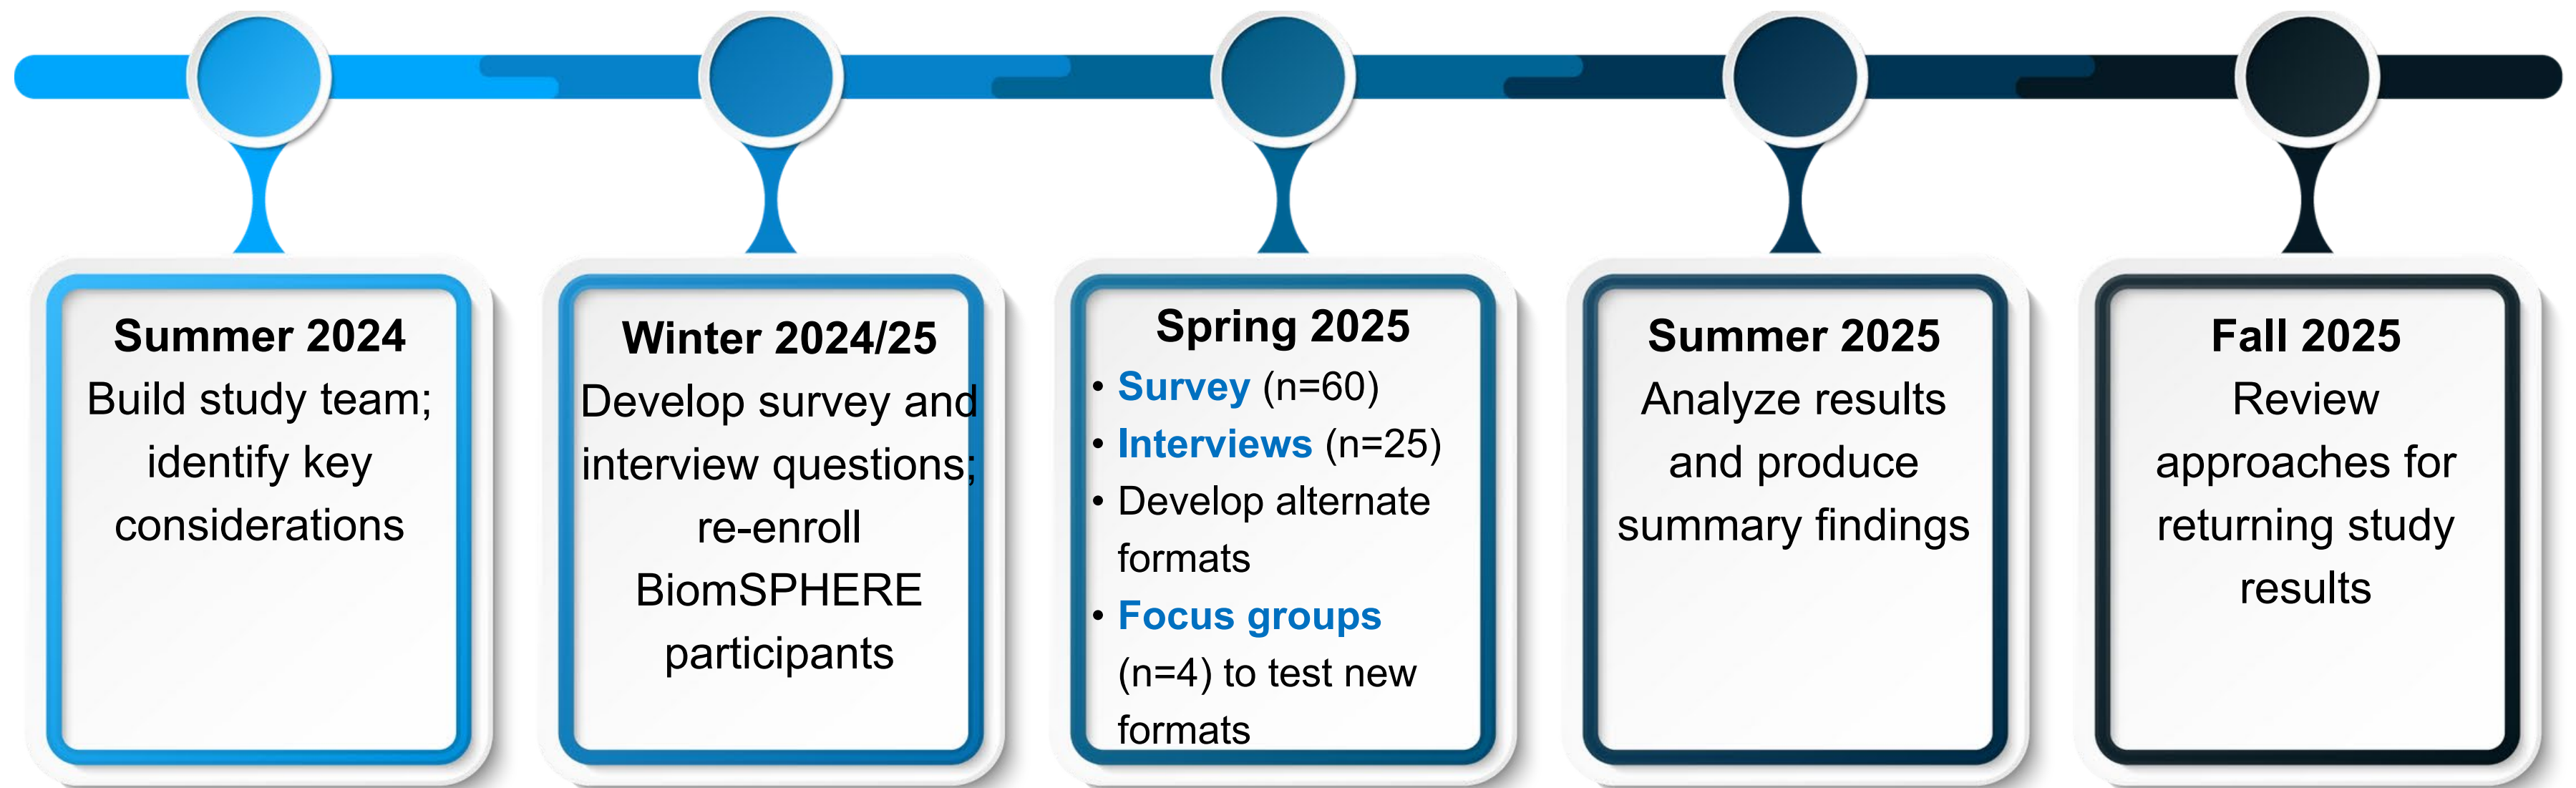 Summer 2024
Build study team;
identify key
considerations
Winter 2024/25
Develop survey and
interview questions;
re-enroll
BiomSPHERE
participants
Spring 2025
• Survey (n=60)
• Interviews (n=25)
• Develop alternate
formats
• Focus groups
(n=4) to test new
formats
Summer 2025
Analyze results
and produce
summary findings
Fall 2025
Review
approaches for
returning study
results